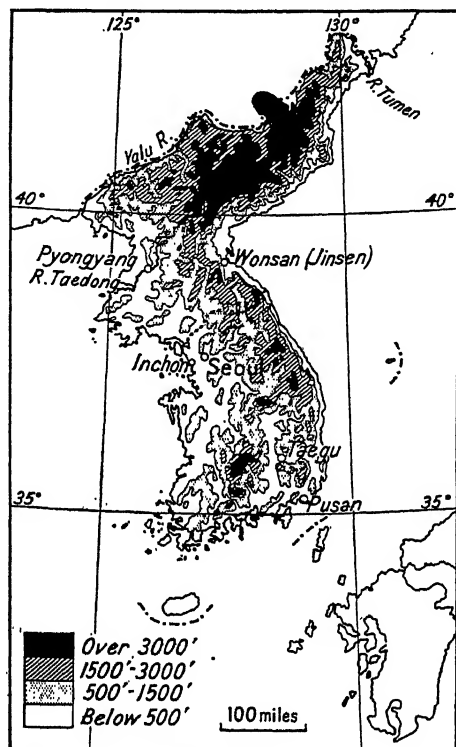 125°
130°
R.Tumen
Yalu R.
40°
40°
Pyongyang
R.Taedong
Wonsan (Jinsen)
Inchon
Seoul
Taegu
Pusan
35°
35°
Over 3000'
1500'-3000'
500'-1500'
Below 500'
100 miles